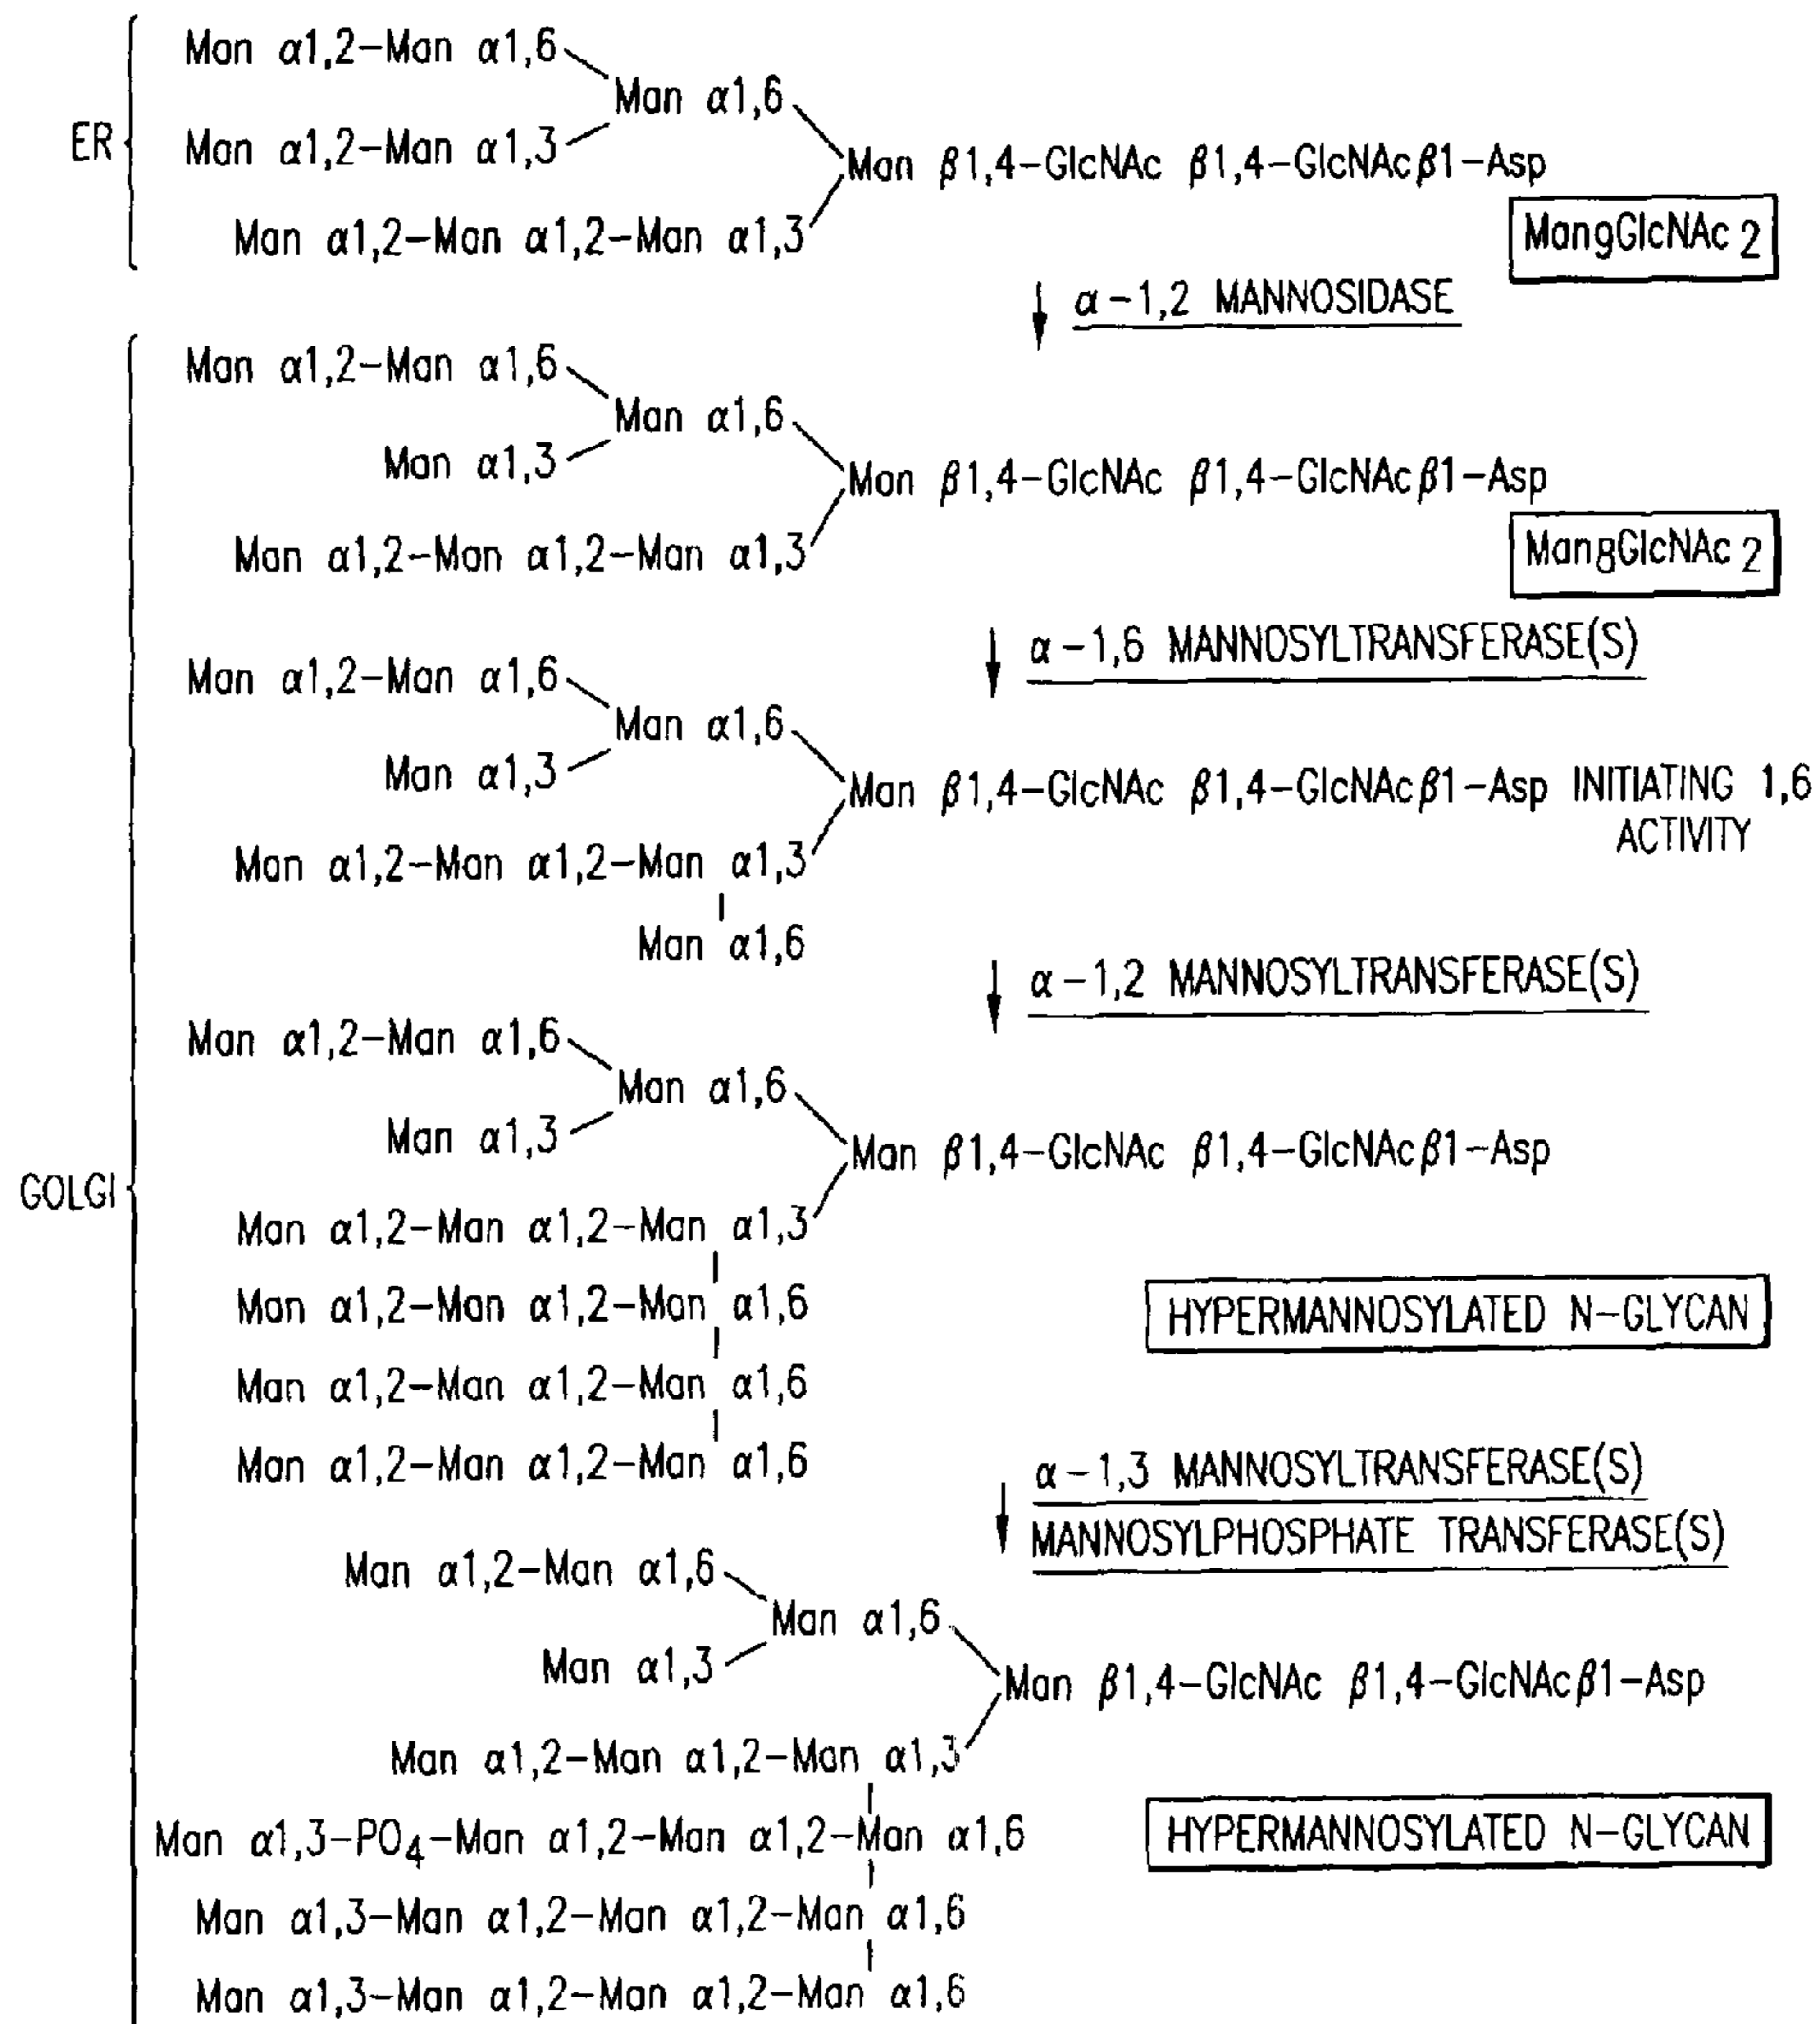 Man α1,2-Man α1,6
Man α1,6
ER
Man α1,2-Man α1,3
Man β1,4-GlcNAc β1,4-GlcNAcβ1-Asp
Man α1,2-Man α1,2-Man α1,3
Man9GlcNAc2
α-1,2 MANNOSIDASE
Man α1,2-Man α1,6
Man α1,6
Man α1,3
Man β1,4-GlcNAc β1,4-GlcNAcβ1-Asp
Man α1,2-Man α1,2-Man α1,3
Man8GlcNAc2
α-1,6 MANNOSYLTRANSFERASE(S)
Man α1,2-Man α1,6
Man α1,6
Man α1,3
Man β1,4-GlcNAc β1,4-GlcNAcβ1-Asp INITIATING 1,6
ACTIVITY
Man α1,2-Man α1,2-Man α1,3
Man α1,6
α-1,2 MANNOSYLTRANSFERASE(S)
Man α1,2-Man α1,6
Man α1,6
Man α1,3
Man β1,4-GlcNAc β1,4-GlcNAcβ1-Asp
GOLGI
Man α1,2-Man α1,2-Man α1,3
Man α1,2-Man α1,2-Man α1,6
HYPERMANNOSYLATED N-GLYCAN
Man α1,2-Man α1,2-Man α1,6
Man α1,2-Man α1,2-Man α1,6
α-1,3 MANNOSYLTRANSFERASE(S)
MANNOSYLPHOSPHATE TRANSFERASE(S)
Man α1,2-Man α1,6
Man α1,6
Man α1,3
Man β1,4-GlcNAc β1,4-GlcNAcβ1-Asp
Man α1,2-Man α1,2-Man α1,3
Man α1,3-PO4-Man α1,2-Man α1,2-Man α1,6
HYPERMANNOSYLATED N-GLYCAN
Man α1,3-Man α1,2-Man α1,2-Man α1,6
Man α1,3-Man α1,2-Man α1,2-Man α1,6